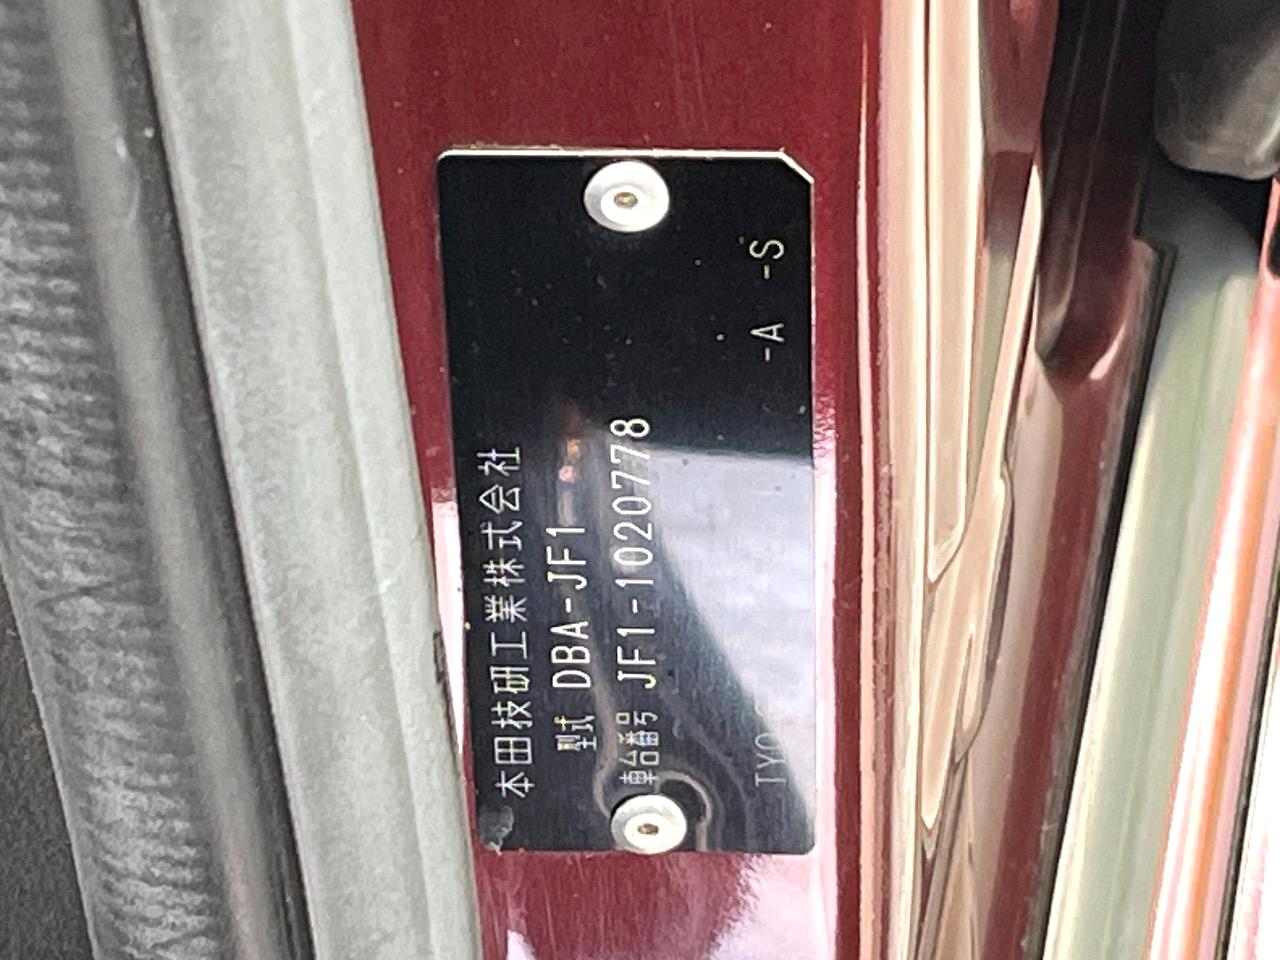 本田技研工業株式会社
型式 DBA-JF1
車台番号 JF1-1020778
-A -S